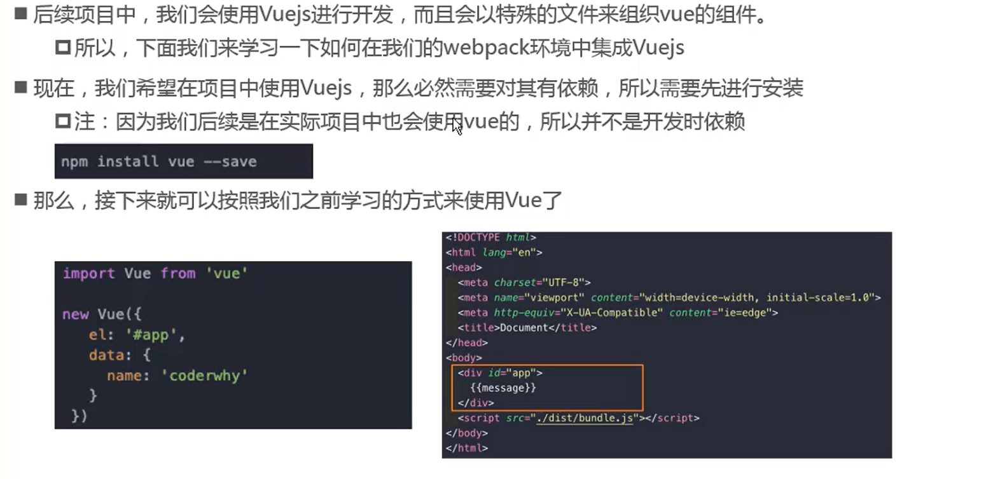 后续项目中，我们会使用Vuejs进行开发，而且会以特殊的文件来组织vue的组件。
所以，下面我们来学习一下如何在我们的webpack环境中集成Vuejs
现在，我们希望在项目中使用Vuejs，那么必然需要对其有依赖，所以需要先进行安装
注：因为我们后续是在实际项目中也会使用vue的，所以并不是开发时依赖
npm install vue --save
那么，接下来就可以按照我们之前学习的方式来使用Vue了
import Vue from 'vue'
new Vue({
el: '#app',
data: {
name: 'coderwhy'
}
})
<!DOCTYPE html>
<html lang="en">
<head>
<meta charset="UTF-8">
<meta name="viewport" content="width=device-width, initial-scale=1.0">
<meta http-equiv="X-UA-Compatible" content="ie=edge">
<title>Document</title>
</head>
<body>
<div id="app">
{{message}}
</div>
<script src="./dist/bundle.js"></script>
</body>
</html>